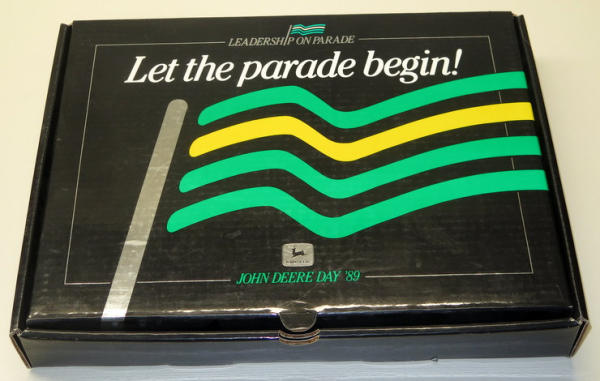 LEADERSHIP ON PARADE
Let the parade begin!
JOHN DEERE DAY '89